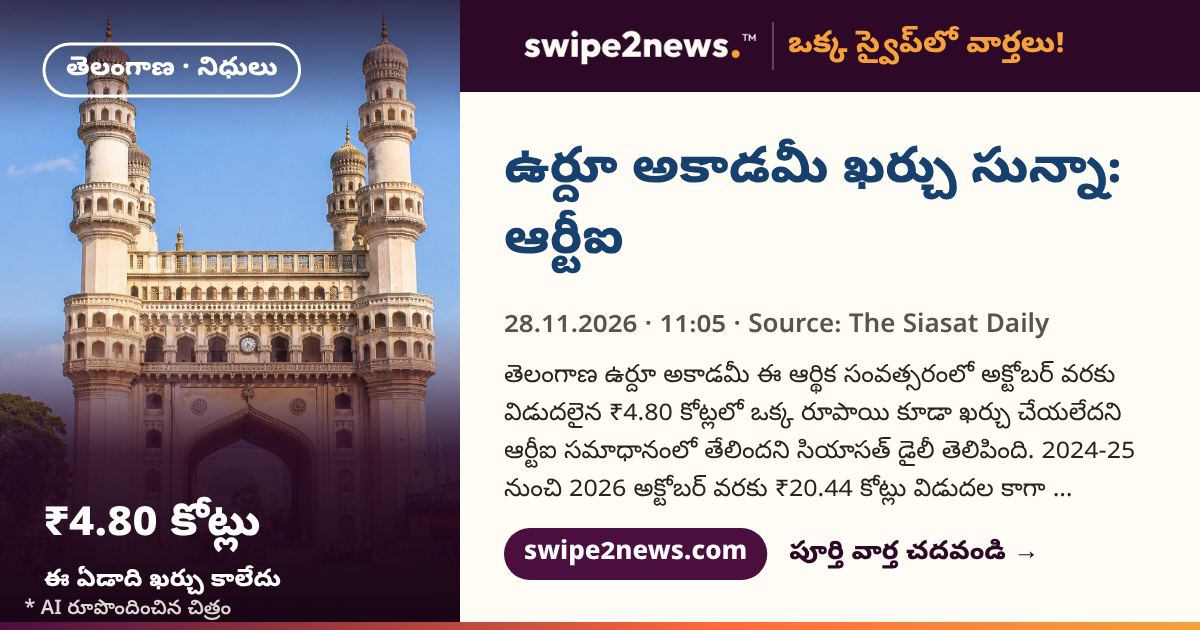 తెలంగాణ · నిధులు
₹4.80 కోట్లు
ఈ ఏడాది ఖర్చు కాలేదు
* AI రూపొందించిన చిత్రం
swipe2news.™ ఒక్క స్వైప్‌లో వార్తలు!
ఉర్దూ అకాడమీ ఖర్చు సున్నా:
ఆర్టీఐ
28.11.2026 · 11:05 · Source: The Siasat Daily
తెలంగాణ ఉర్దూ అకాడమీ ఈ ఆర్థిక సంవత్సరంలో అక్టోబర్ వరకు
విడుదలైన ₹4.80 కోట్లలో ఒక్క రూపాయి కూడా ఖర్చు చేయలేదని
ఆర్టీఐ సమాధానంలో తేలిందని సియాసత్ డైలీ తెలిపింది. 2024-25
నుంచి 2026 అక్టోబర్ వరకు ₹20.44 కోట్లు విడుదల కాగా ...
swipe2news.com పూర్తి వార్త చదవండి →